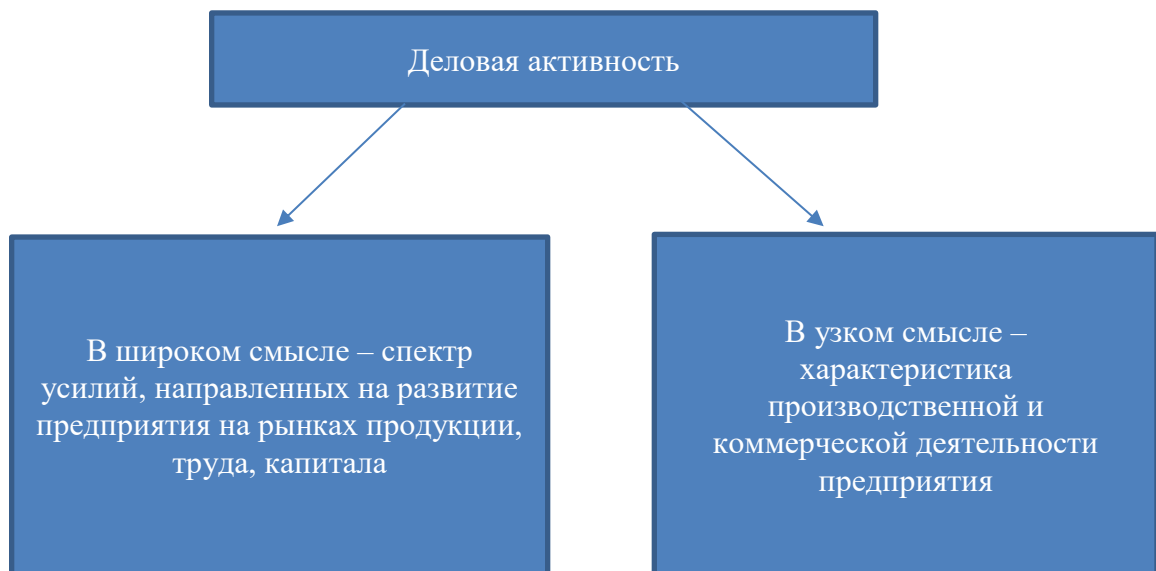 Деловая активность
В широком смысле – спектр
усилий, направленных на развитие
предприятия на рынках продукции,
труда, капитала
В узком смысле –
характеристика
производственной и
коммерческой деятельности
предприятия